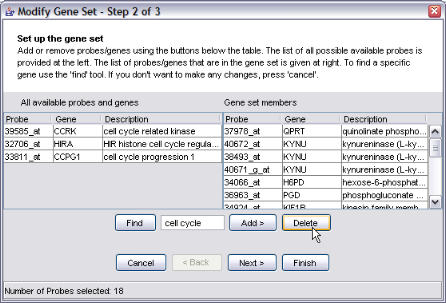 Modify Gene Set - Step 2 of 3
Set up the gene set
Add or remove probes/genes using the buttons below the table. The list of all possible available probes is
provided at the left. The list of probes/genes that are in the gene set is given at right. To find a specific
gene use the 'find' tool. If you don't want to make any changes, press 'cancel'.
All available probes and genes
Probe Gene Description
39585_at CCRK cell cycle related kinase
32706_at HIRA HIR histone cell cycle regula...
33811_at CCPG1 cell cycle progression 1
Gene set members
Probe Gene Description
37978_at QPRT quinolinate phospho...
40672_at KYNU kynureninase (L-ky...
38493_at KYNU kynureninase (L-ky...
40671_g_at KYNU kynureninase (L-ky...
34066_at H6PD hexose-6-phosphat...
36963_at PGD phosphogluconate ...
34924_at KIF1B kinesin family memb...
Find cell cycle Add > Delete
Cancel < Back Next > Finish
Number of Probes selected: 18